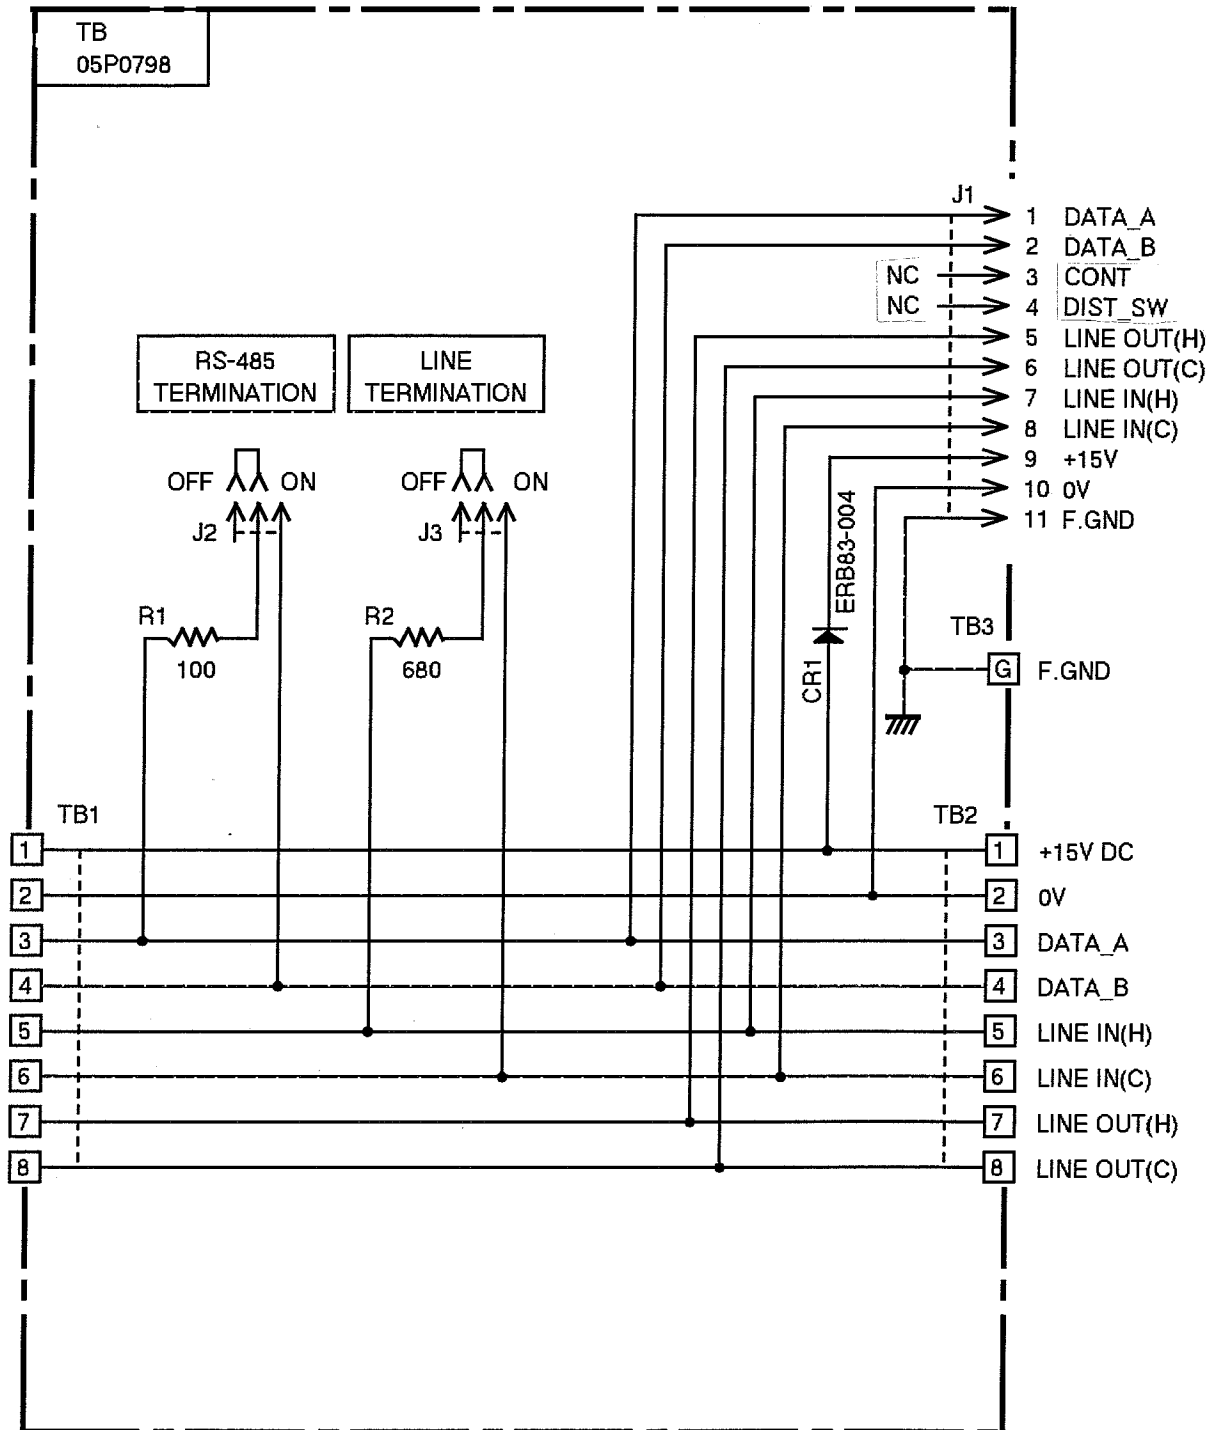 TB
05P0798
J1
1 DATA_A
2 DATA_B
NC 3 CONT
NC 4 DIST_SW
5 LINE OUT(H)
6 LINE OUT(C)
7 LINE IN(H)
8 LINE IN(C)
9 +15V
10 0V
11 F.GND
RS-485
TERMINATION
LINE
TERMINATION
OFF ON
J2
OFF ON
J3
ERB83-004
CR1
R1
100
R2
680
TB3
G F.GND
TB1
TB2
1 1 +15V DC
2 2 0V
3 3 DATA_A
4 4 DATA_B
5 5 LINE IN(H)
6 6 LINE IN(C)
7 7 LINE OUT(H)
8 8 LINE OUT(C)